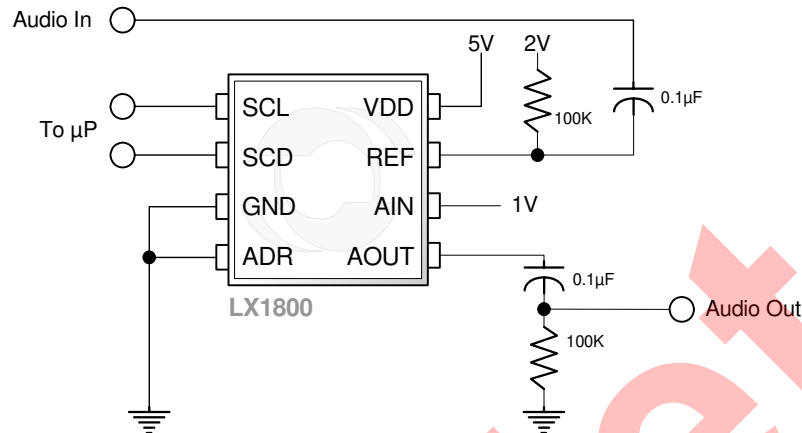 Audio In
5V
2V
SCL
VDD
100K
0.1µF
To µP
SCD
REF
GND
AIN
1V
ADR
AOUT
0.1µF
LX1800
Audio Out
100K